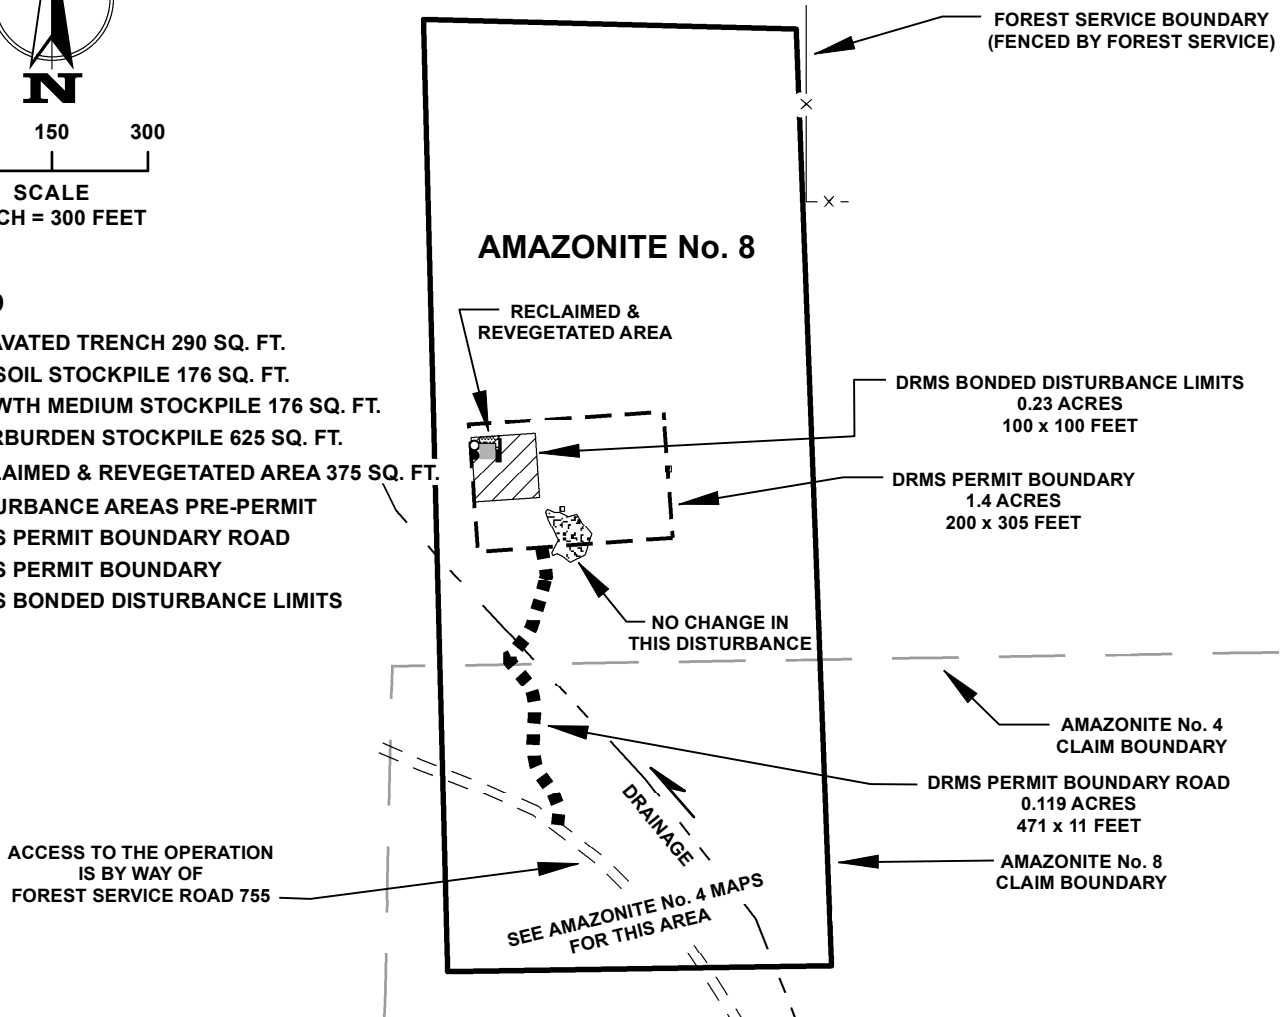 N
150 300
SCALE
CH = 300 FEET
FOREST SERVICE BOUNDARY
(FENCED BY FOREST SERVICE)
AMAZONITE No. 8
RECLAIMED &
REVEGETATED AREA
AVATED TRENCH 290 SQ. FT.
SOIL STOCKPILE 176 SQ. FT.
WTH MEDIUM STOCKPILE 176 SQ. FT.
RBURDEN STOCKPILE 625 SQ. FT.
LAIMED & REVEGETATED AREA 375 SQ. FT.
URBANCE AREAS PRE-PERMIT
S PERMIT BOUNDARY ROAD
S PERMIT BOUNDARY
S BONDED DISTURBANCE LIMITS
DRMS BONDED DISTURBANCE LIMITS
0.23 ACRES
100 x 100 FEET
DRMS PERMIT BOUNDARY
1.4 ACRES
200 x 305 FEET
NO CHANGE IN
THIS DISTURBANCE
AMAZONITE No. 4
CLAIM BOUNDARY
DRMS PERMIT BOUNDARY ROAD
0.119 ACRES
471 x 11 FEET
DRAINAGE
AMAZONITE No. 8
CLAIM BOUNDARY
ACCESS TO THE OPERATION
IS BY WAY OF
FOREST SERVICE ROAD 755
SEE AMAZONITE No. 4 MAPS
FOR THIS AREA